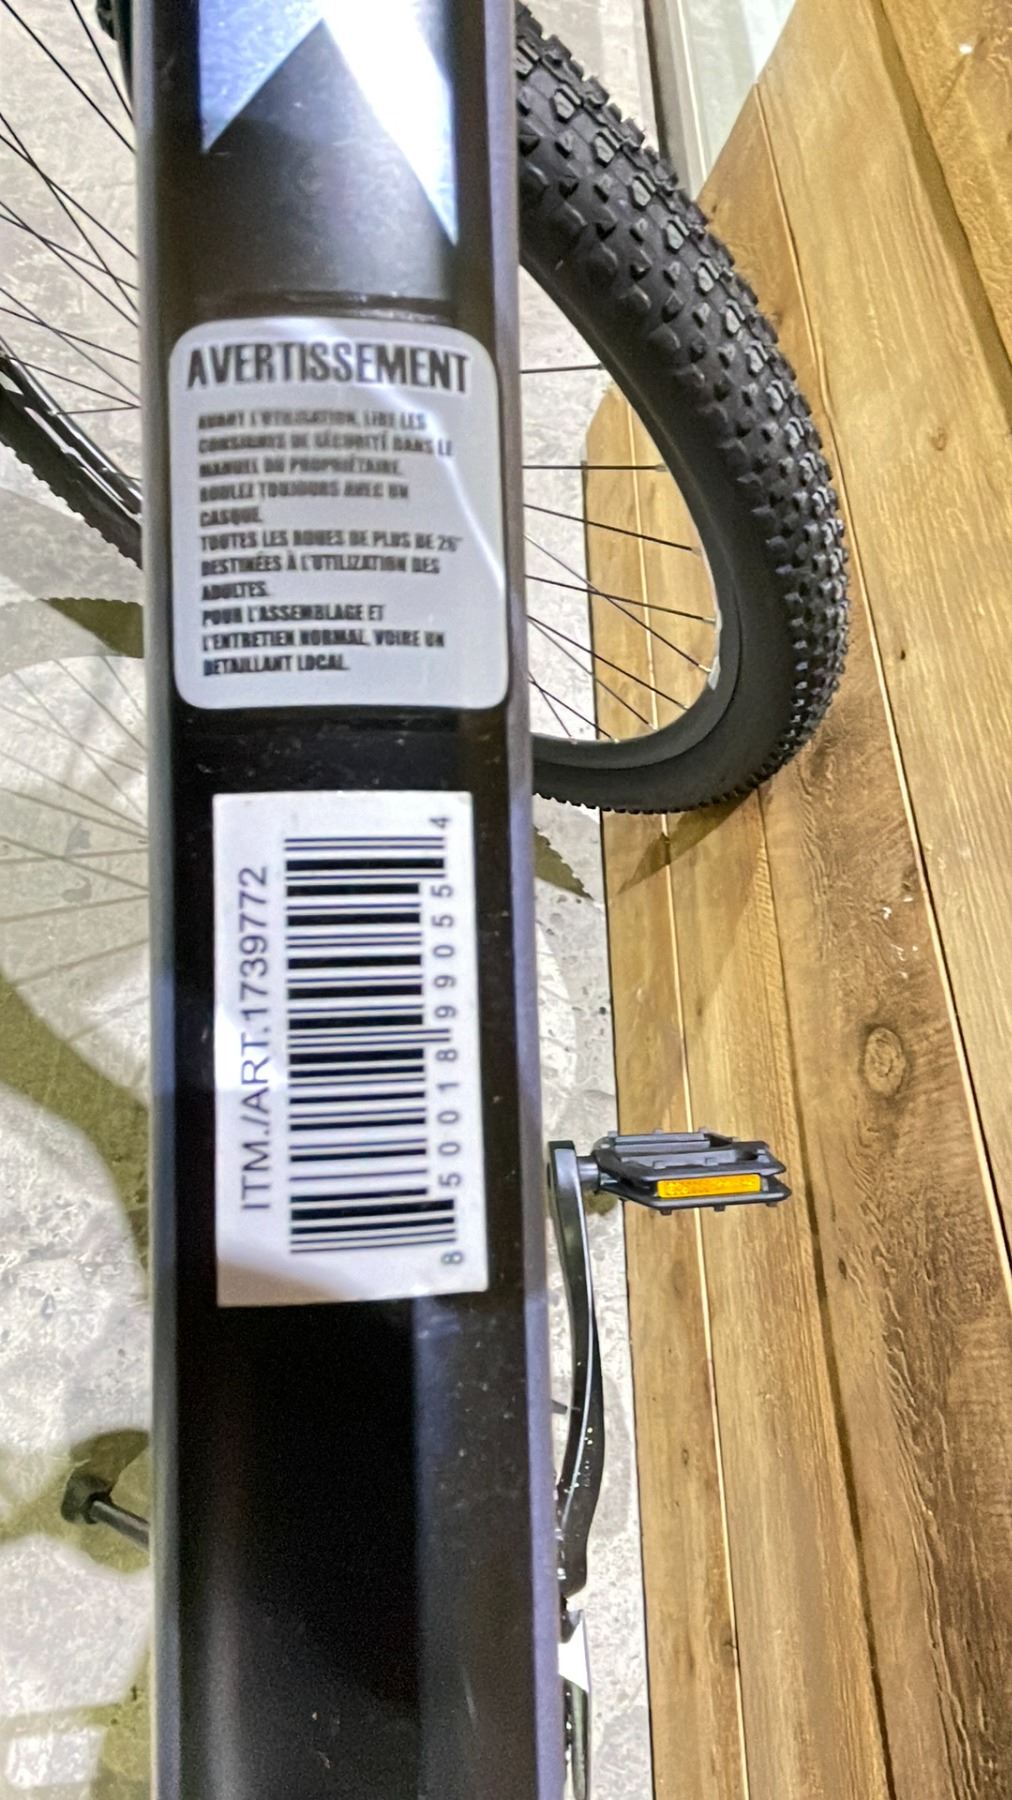 AVERTISSEMENT
AVANT L'UTILISATION, LIRE LES
CONSIGNES DE SÉCURITÉ DANS LE
MANUEL DU PROPRIÉTAIRE.
ROULEZ TOUJOURS AVEC UN
CASQUE.
TOUTES LES ROUES DE PLUS DE 26"
DESTINÉES À L'UTILIZATION DES
ADULTES.
POUR L'ASSEMBLAGE ET
L'ENTRETIEN NORMAL, VOIRE UN
DETAILLANT LOCAL.
ITM./ART.1739772
8 50018 99055 4